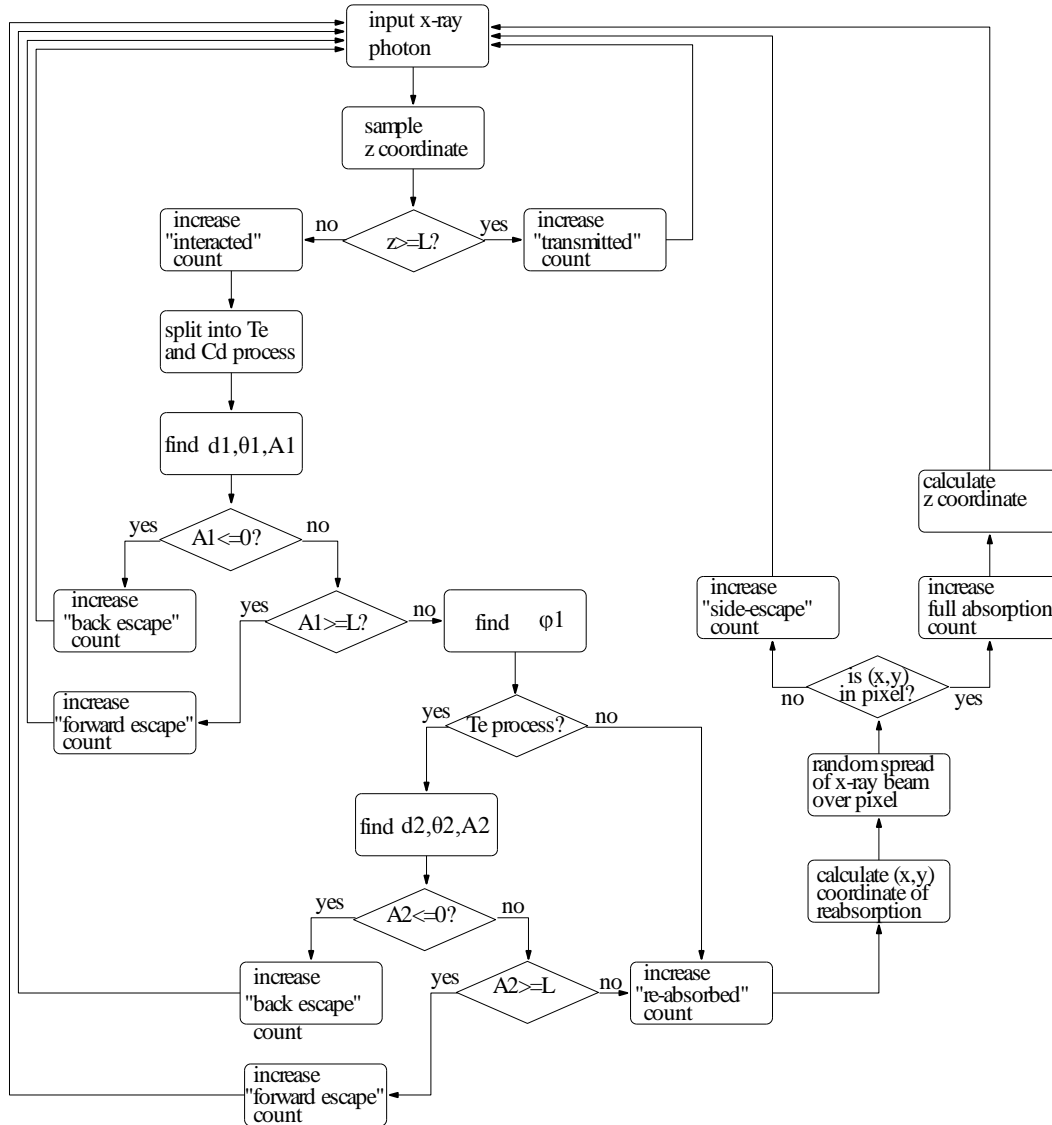 input x-ray
photon
sample
z coordinate
no
z>=L?
yes
increase
"interacted"
count
increase
"transmitted"
count
split into Te
and Cd process
find d1,θ1,A1
yes
A1<=0?
no
increase
"back escape"
count
yes
A1>=L?
no
find φ1
increase
"forward escape"
count
yes
Te process?
no
find d2,θ2,A2
yes
A2<=0?
no
increase
"back escape"
count
yes
A2>=L
no
increase
"re-absorbed"
count
increase
"forward escape"
count
calculate (x,y)
coordinate of
reabsorption
random spread
of x-ray beam
over pixel
is (x,y)
in pixel?
no
yes
increase
"side-escape"
count
increase
full absorption
count
calculate
z coordinate